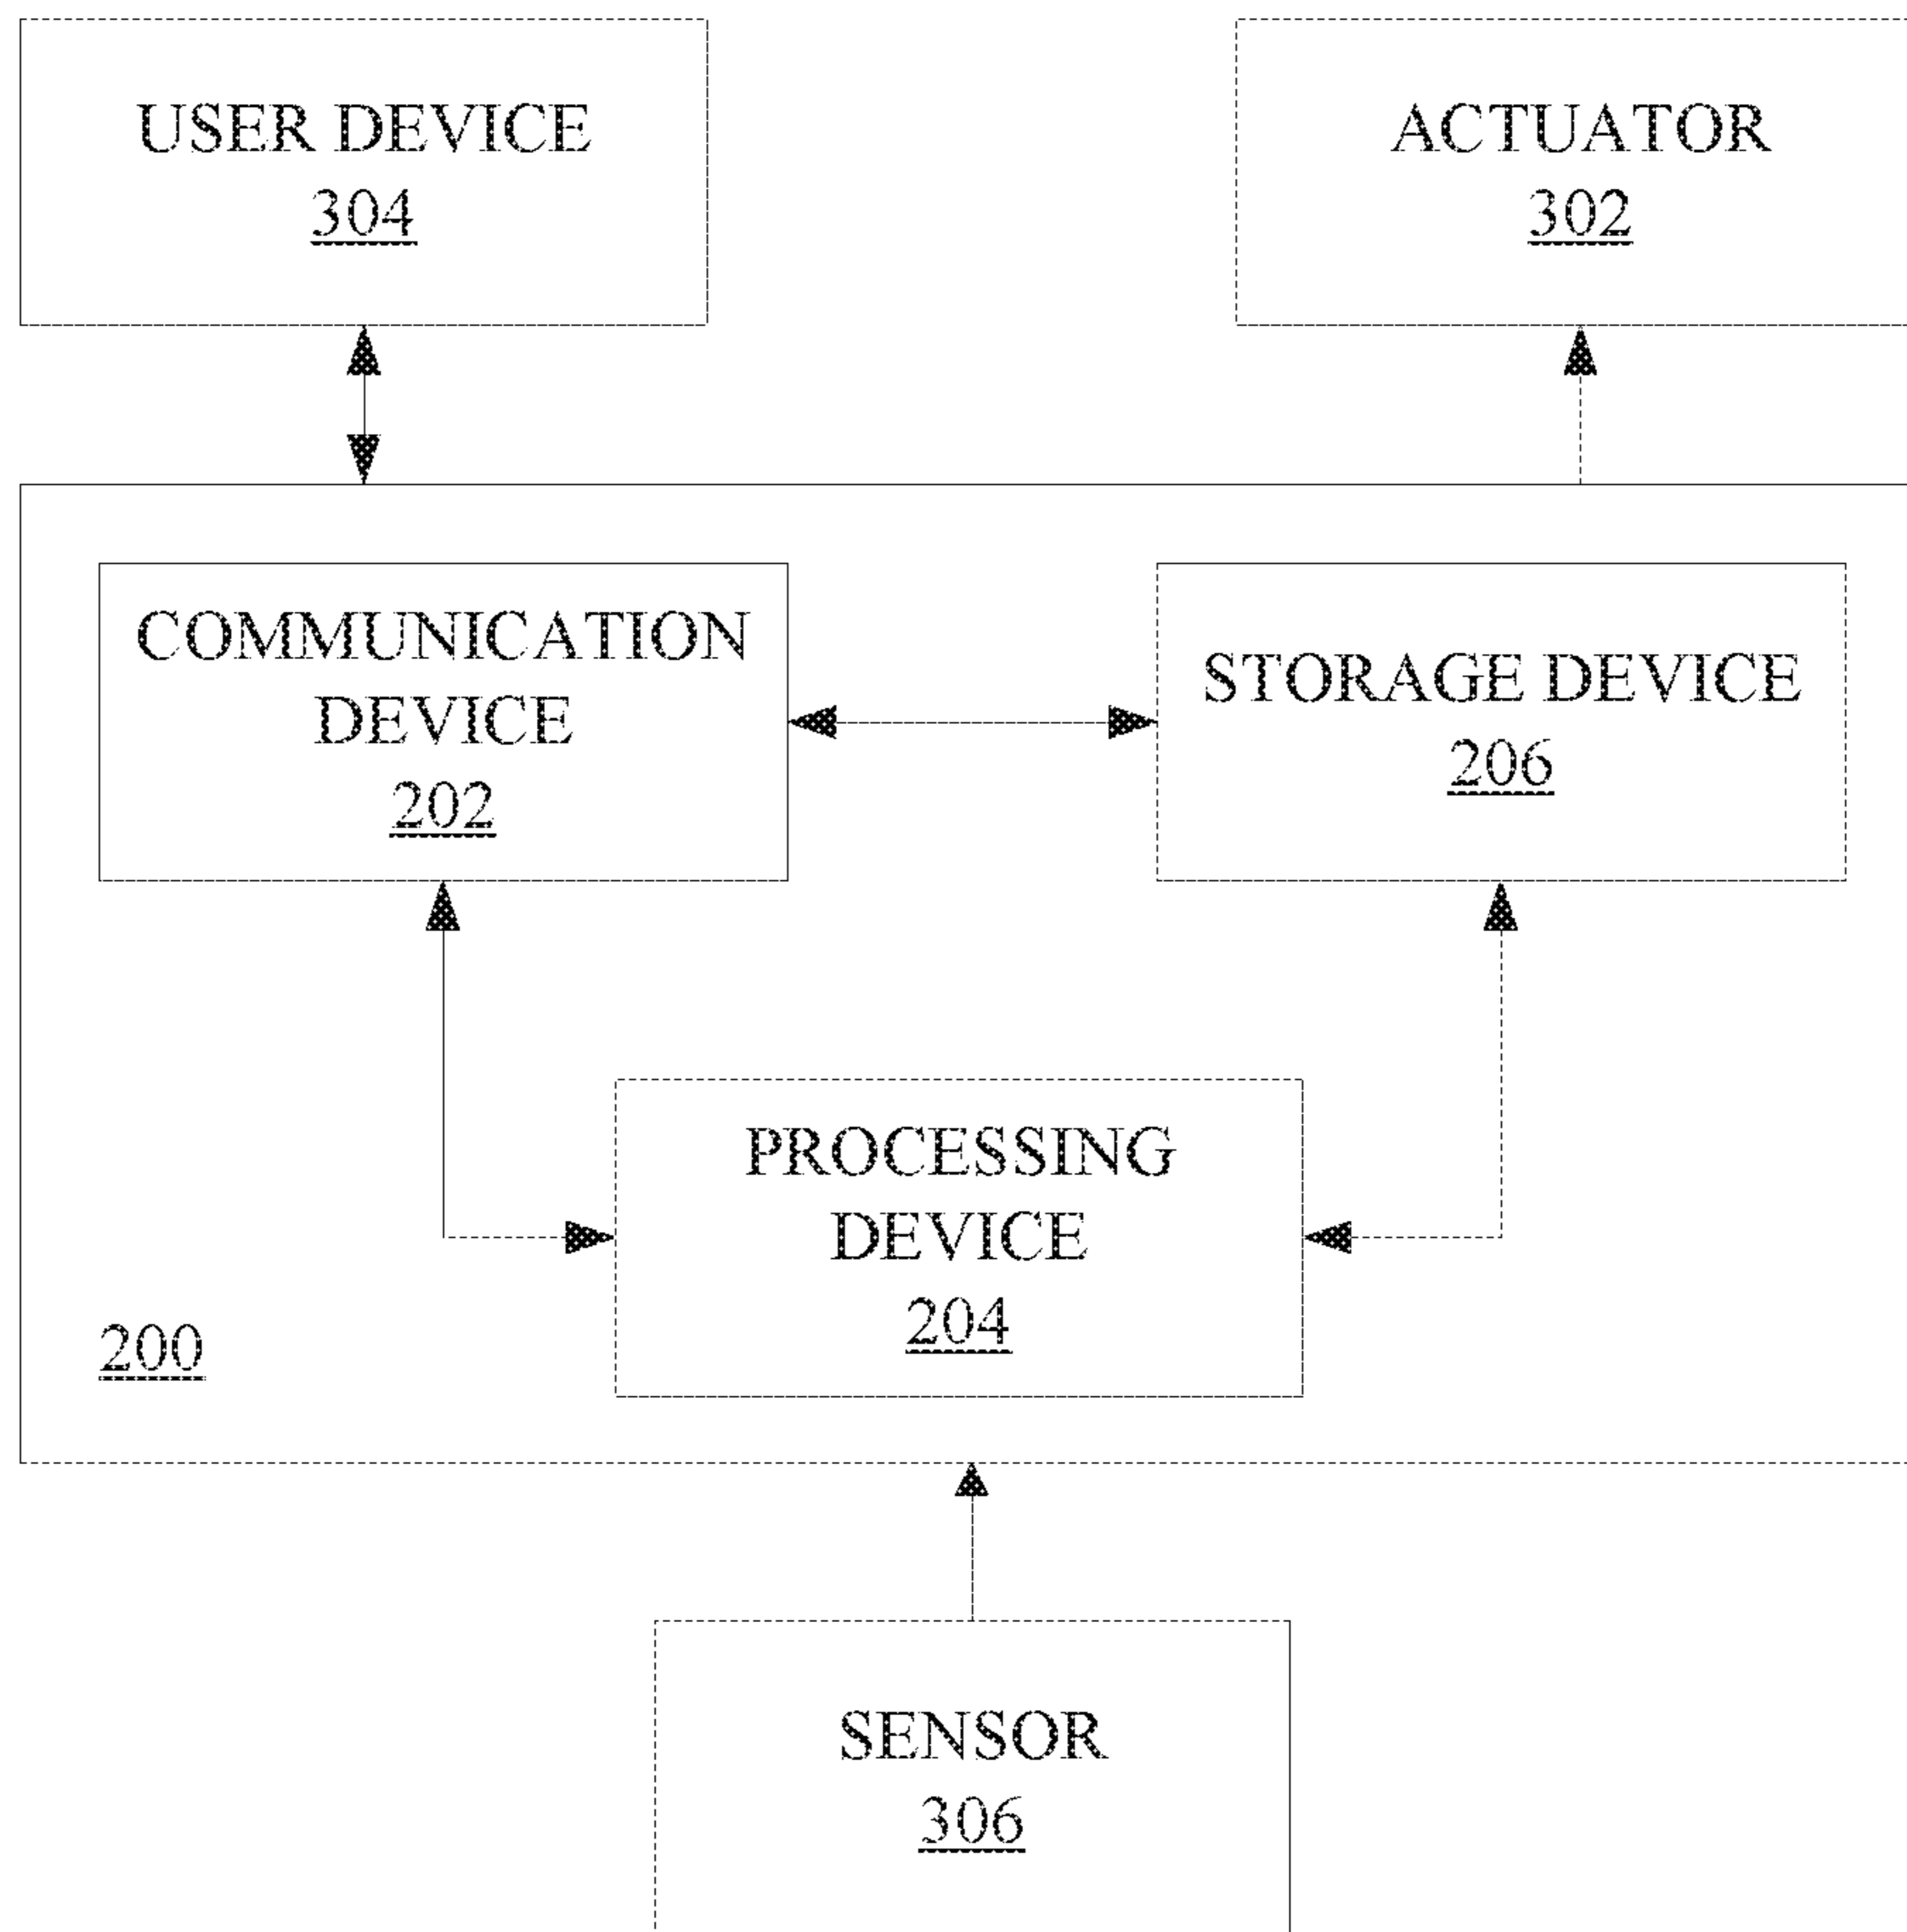 USER DEVICE
304
ACTUATOR
302
COMMUNICATION
DEVICE
202
STORAGE DEVICE
206
PROCESSING
DEVICE
204
200
SENSOR
306